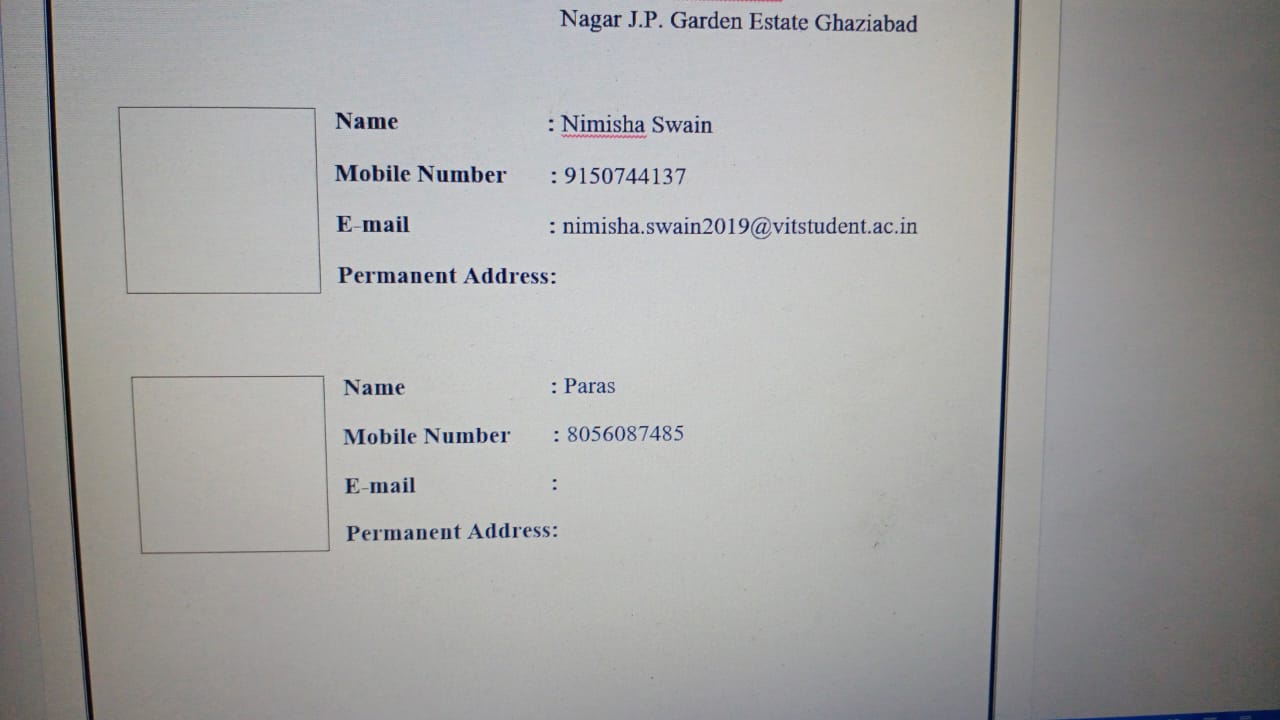 Nagar J.P. Garden Estate Ghaziabad
Name : Nimisha Swain
Mobile Number : 9150744137
E-mail : nimisha.swain2019@vitstudent.ac.in
Permanent Address:
Name : Paras
Mobile Number : 8056087485
E-mail :
Permanent Address: